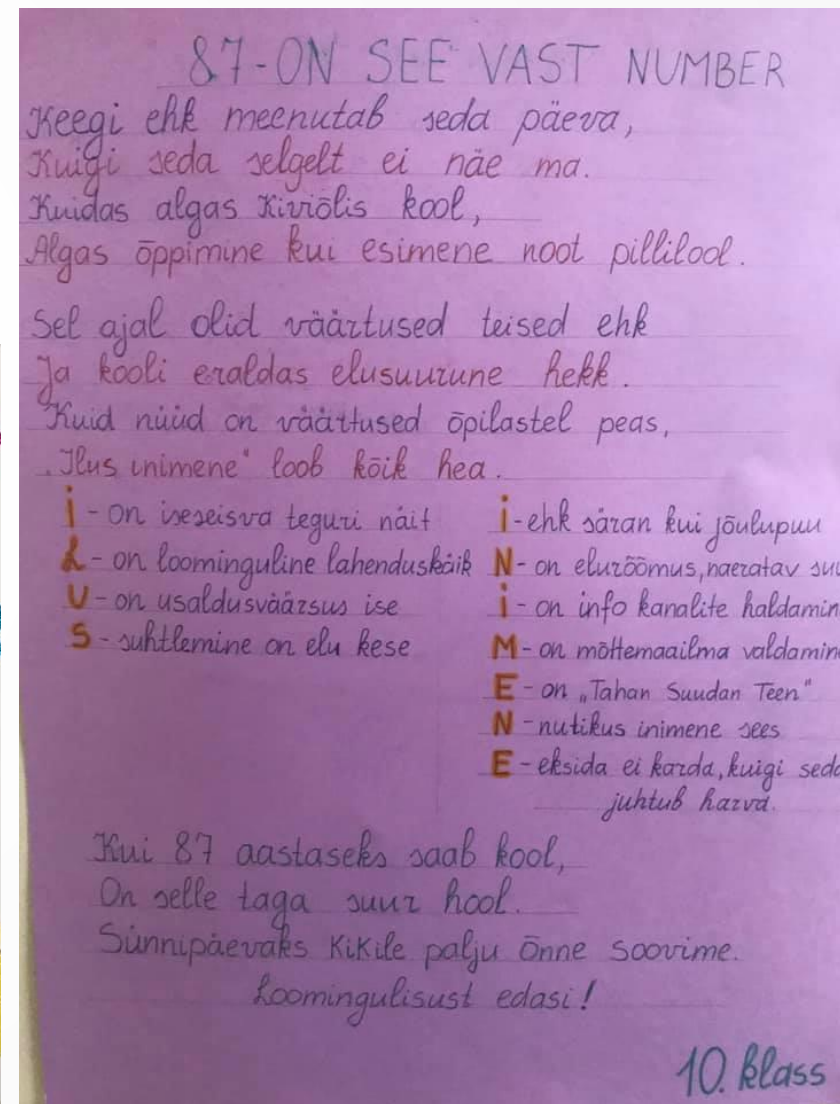 87-ON SEE VAST NUMBER
Keegi ehk meenutab seda päeva,
Kuigi seda selgelt ei näe ma.
Kuidas algas Kiviõlis kool,
Algas õppimine kui esimene noot pillilool.
Sel ajal olid väärtused teised ehk
Ja kooli eraldas elusuurune hekk.
Kuid nüüd on väättused õpilastel peas,
„Ilus inimene" loob kõik hea.
I - on iseseisva teguri näit
L - on loominguline lahenduskäik
U - on usaldusväärsus ise
S - suhtlemine on elu kese
I - ehk säran kui jõulupuu
N - on elurõõmus, naeratav suu
I - on info kanalite haldamin
M - on mõttemaailma valdamin
E - on „Tahan Suudan Teen"
N - nutikus inimene sees
E - eksida ei karda, kuigi seda
juhtub harva.
Kui 87 aastaseks saab kool,
On selle taga suur hool.
Sünnipäevaks KiKile palju Õnne soovime.
Loomingulisust edasi!
10. klass